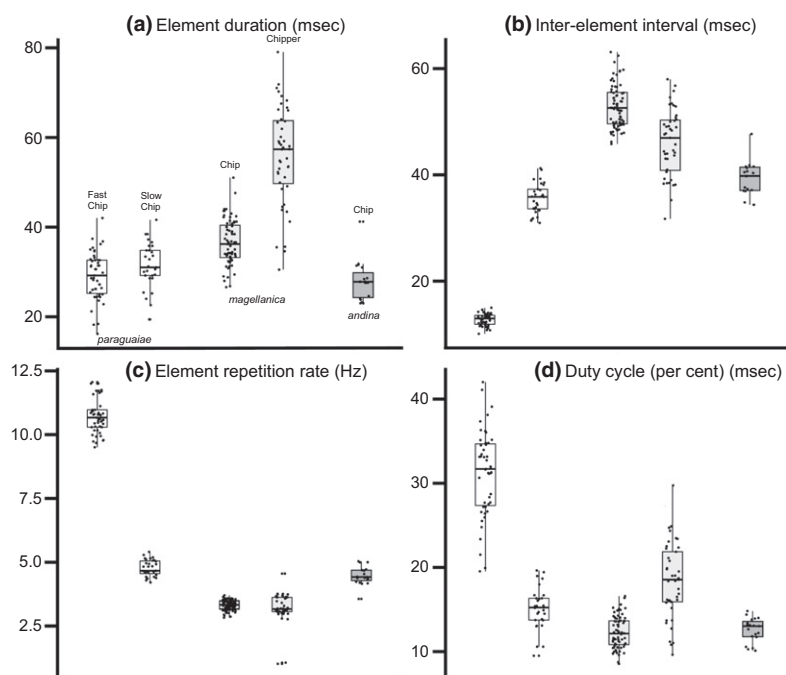 (a) Element duration (msec)
Chipper
80
60
40
20
Fast
Chip
Slow
Chip
Chip
Chip
paraguaiae
magellanica
andina
(b) Inter-element interval (msec)
60
40
20
(c) Element repetition rate (Hz)
12.5
10.0
7.5
5.0
2.5
(d) Duty cycle (per cent) (msec)
40
30
20
10